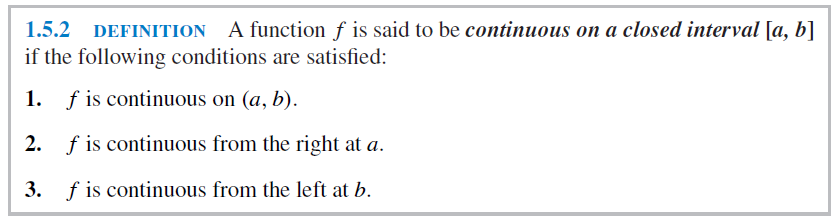 1.5.2 DEFINITION A function f is said to be continuous on a closed interval [a, b]
if the following conditions are satisfied:
1. f is continuous on (a, b).
2. f is continuous from the right at a.
3. f is continuous from the left at b.